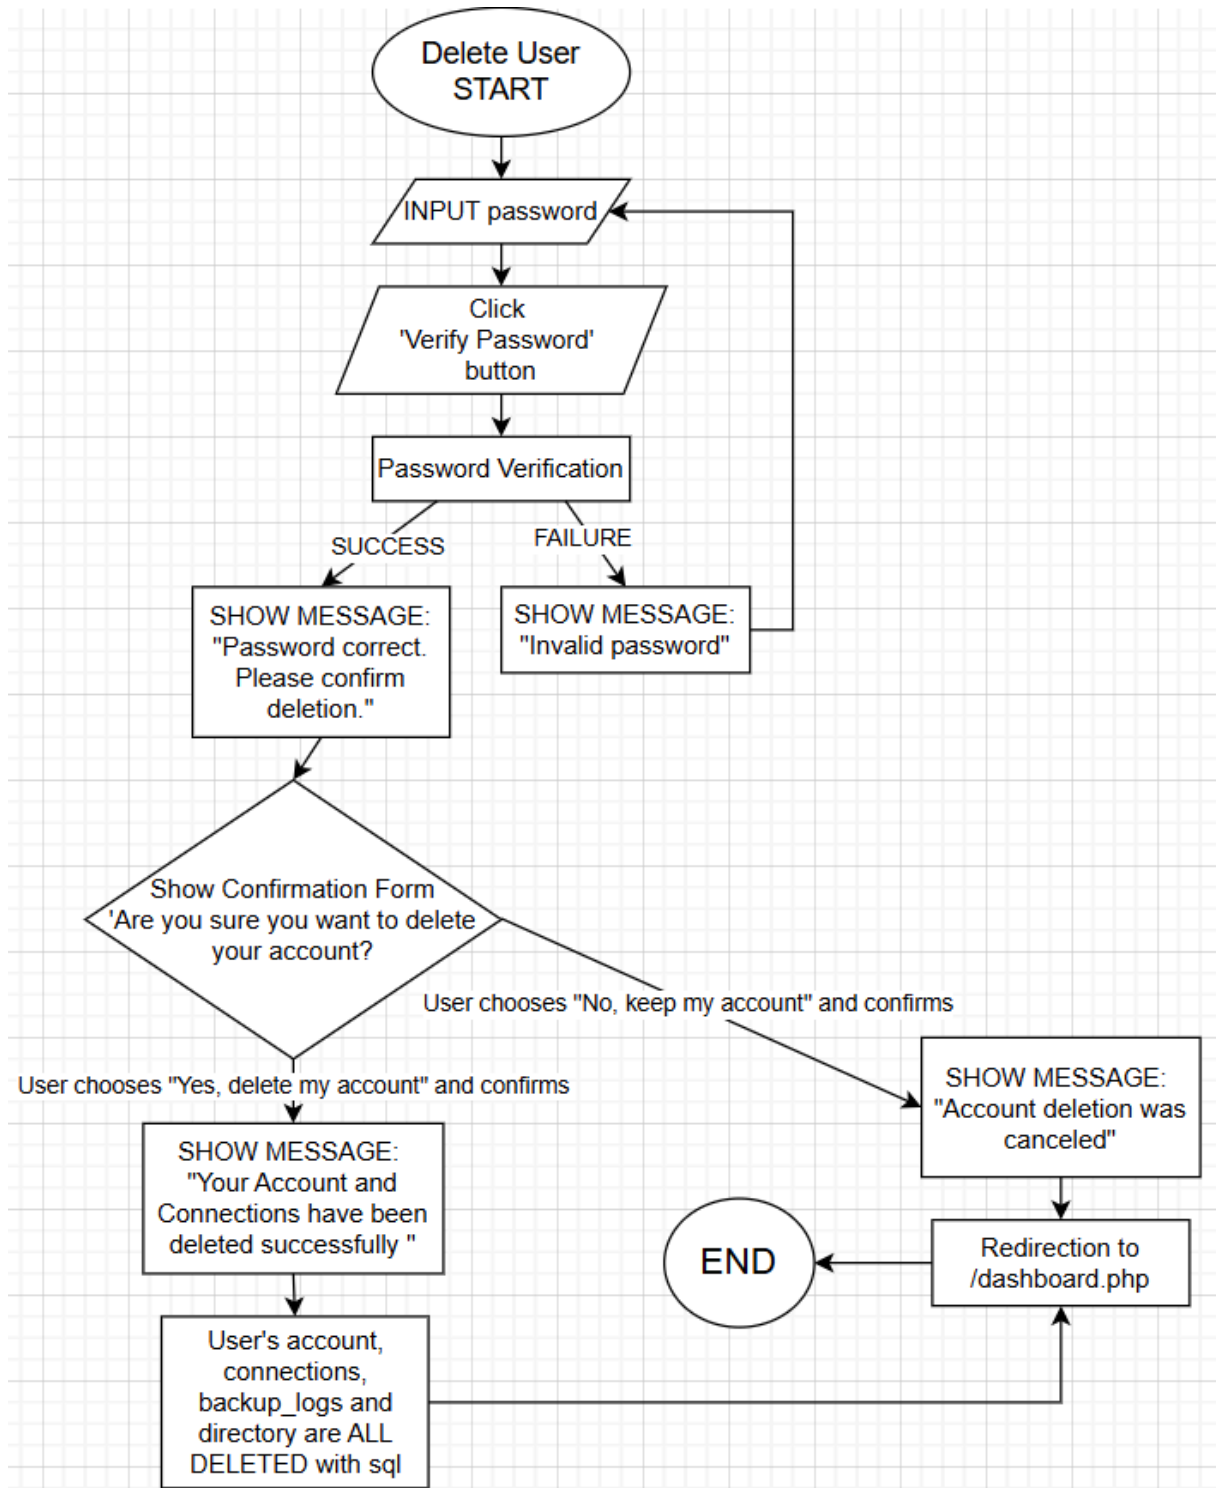 Delete User
START
INPUT password
Click
'Verify Password'
button
Password Verification
SUCCESS
FAILURE
SHOW MESSAGE:
"Password correct.
Please confirm
deletion."
SHOW MESSAGE:
"Invalid password"
Show Confirmation Form
'Are you sure you want to delete
your account?
User chooses "No, keep my account" and confirms
User chooses "Yes, delete my account" and confirms
SHOW MESSAGE:
"Account deletion was
canceled"
SHOW MESSAGE:
"Your Account and
Connections have been
deleted successfully "
END
Redirection to
/dashboard.php
User's account,
connections,
backup_logs and
directory are ALL
DELETED with sql